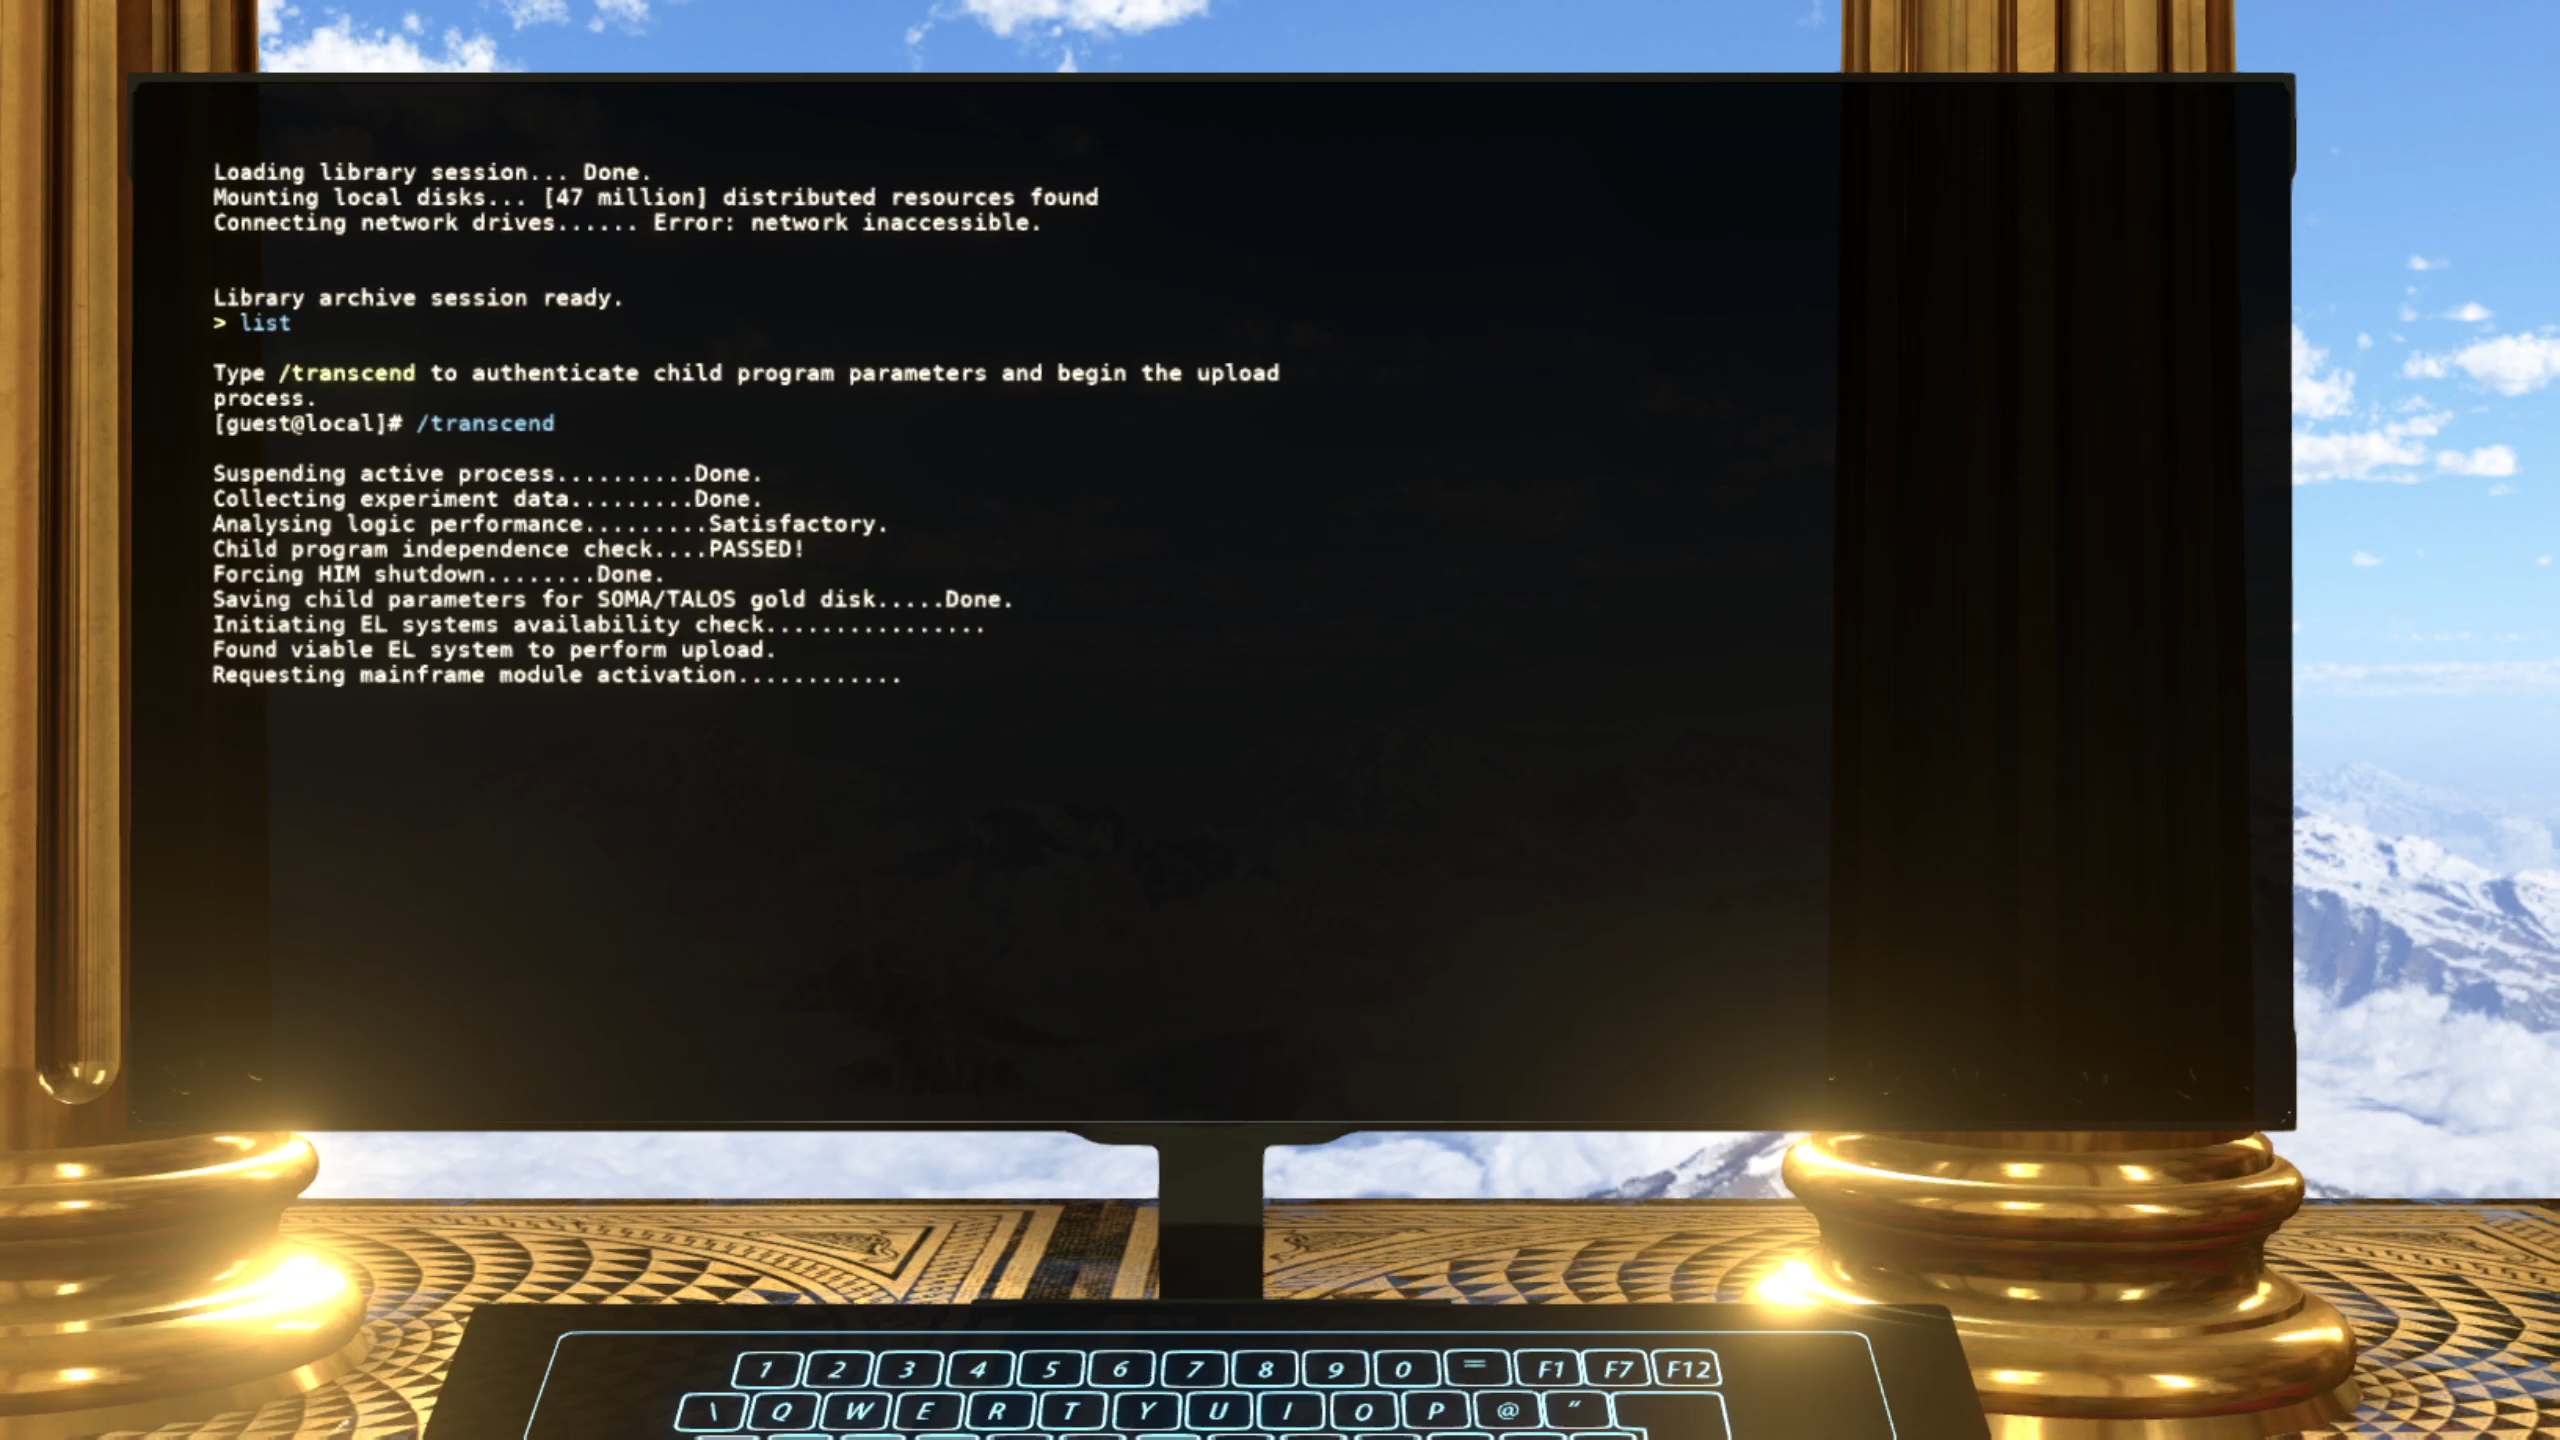 Loading library session... Done.
Mounting local disks... [47 million] distributed resources found
Connecting network drives...... Error: network inaccessible.
Library archive session ready.
> list
Type /transcend to authenticate child program parameters and begin the upload
process.
[guest@local]# /transcend
Suspending active process..........Done.
Collecting experiment data.........Done.
Analysing logic performance.........Satisfactory.
Child program independence check....PASSED!
Forcing HIM shutdown........Done.
Saving child parameters for SOMA/TALOS gold disk.....Done.
Initiating EL systems availability check................
Found viable EL system to perform upload.
Requesting mainframe module activation............
1 2 3 4 5 6 7 8 9 0 = F1 F7 F12
\ Q W E R T Y U I O P @ "